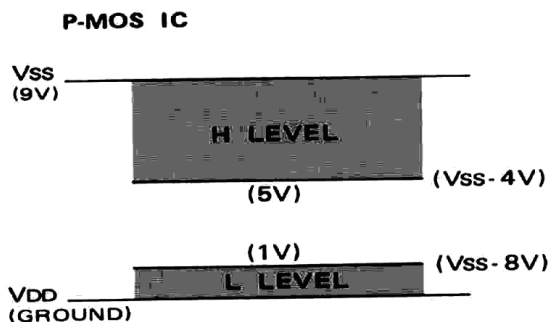 P-MOS IC
VSS
(9V)
H LEVEL
(5V)
(VSS-4V)
(1V)
(VSS-8V)
L LEVEL
VDD
(GROUND)